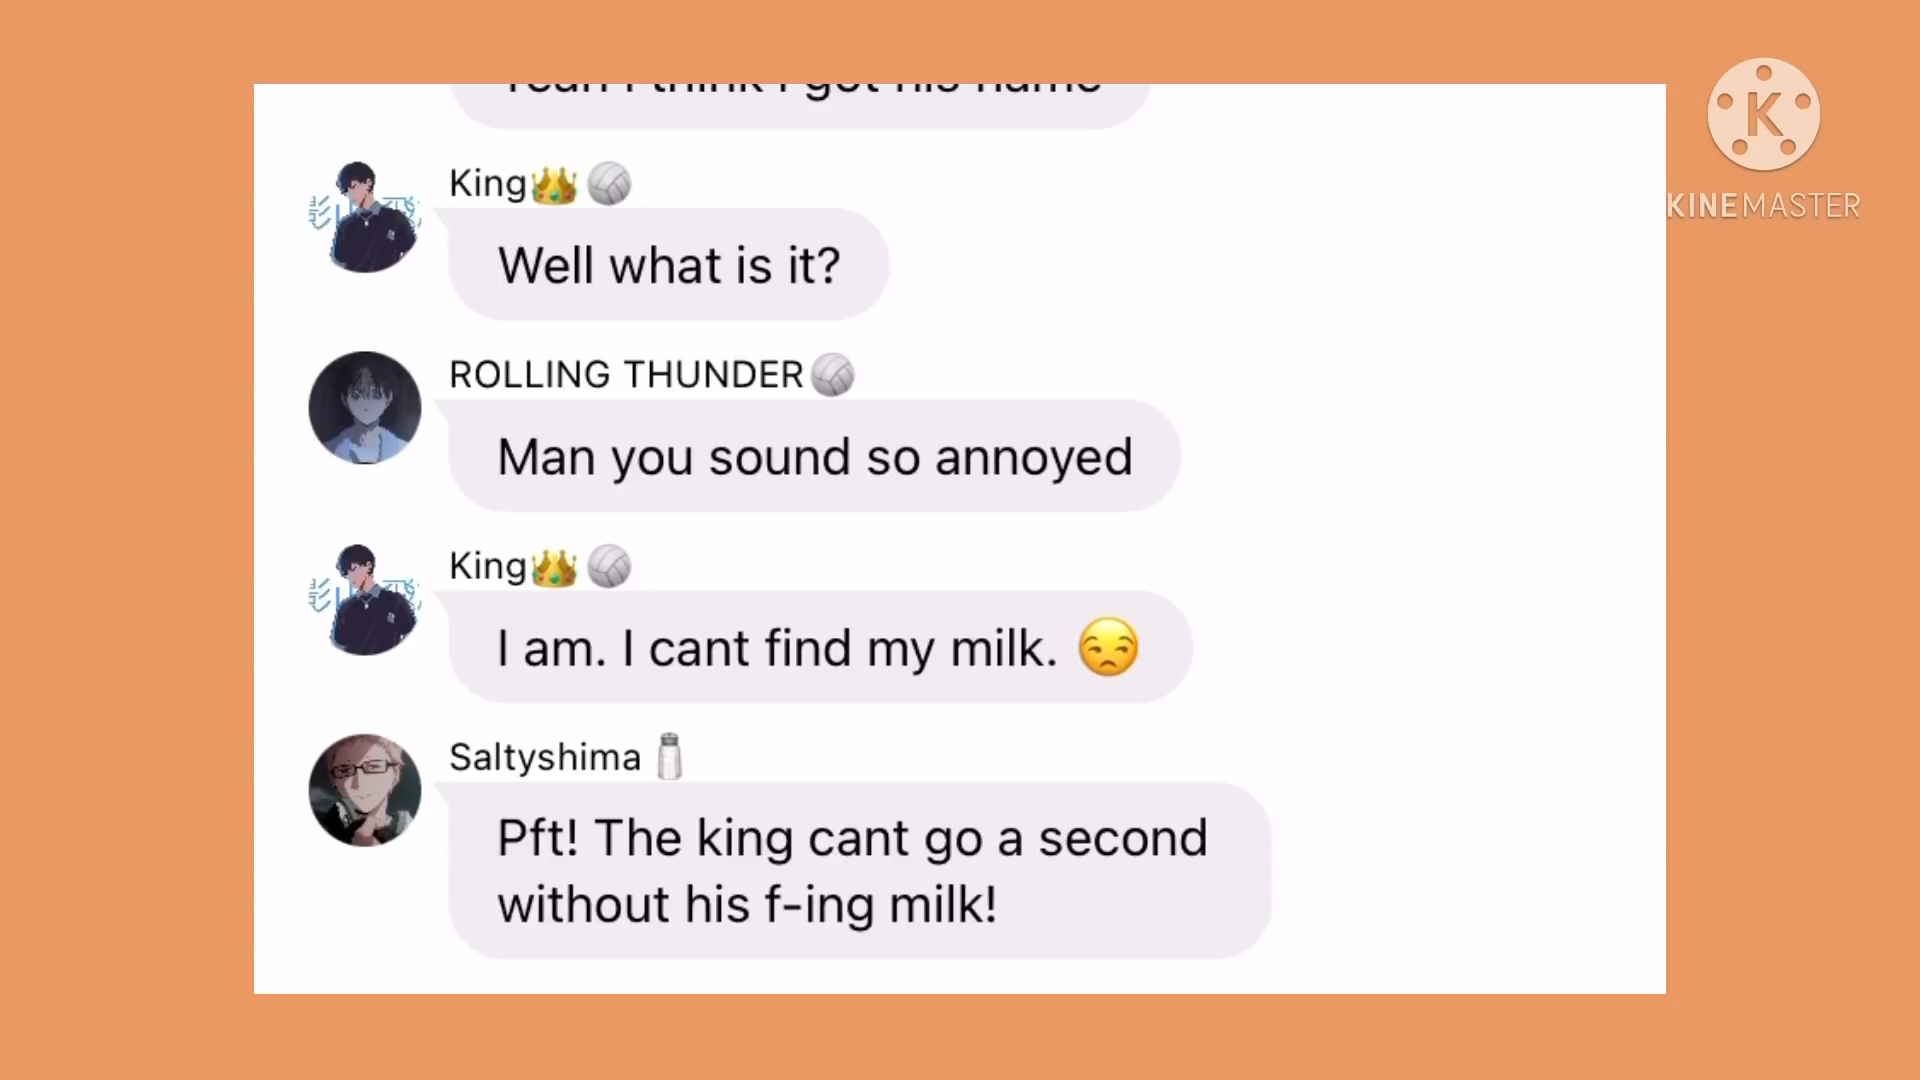 Yeah I think I got his name
King👑🏐
Well what is it?
ROLLING THUNDER🏐
Man you sound so annoyed
King👑🏐
I am. I cant find my milk. 😒
Saltyshima🧂
Pft! The king cant go a second
without his f-ing milk!
K
KINEMASTER